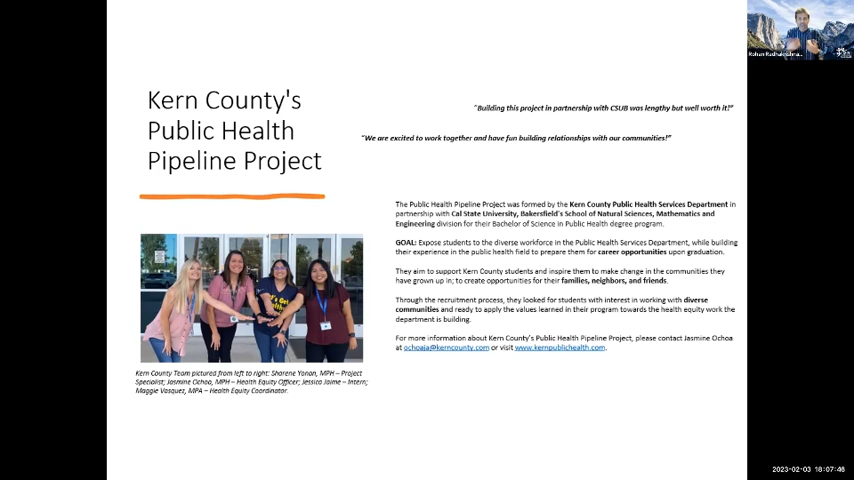 Kern County's
Public Health
Pipeline Project
"Building this project in partnership with CSUB was lengthy but well worth it!"
"We are excited to work together and have fun building relationships with our communities!"
The Public Health Pipeline Project was formed by the Kern County Public Health Services Department in
partnership with Cal State University, Bakersfield's School of Natural Sciences, Mathematics and
Engineering division for their Bachelor of Science in Public Health degree program.
GOAL: Expose students to the diverse workforce in the Public Health Services Department, while building
their experience in the public health field to prepare them for career opportunities upon graduation.
They aim to support Kern County students and inspire them to make change in the communities they
have grown up in; to create opportunities for their families, neighbors, and friends.
Through the recruitment process, they looked for students with interest in working with diverse
communities and ready to apply the values learned in their program towards the health equity work the
department is building.
For more information about Kern County's Public Health Pipeline Project, please contact Jasmine Ochoa
at ochoaja@kerncounty.com or visit www.kernpublichealth.com.
Kern County Team pictured from left to right: Sharene Yonan, MPH – Project
Specialist; Jasmine Ochoa, MPH – Health Equity Officer; Jessica Jaime – Intern;
Maggie Vasquez, MPA – Health Equity Coordinator.
2023-02-03 18:07:46